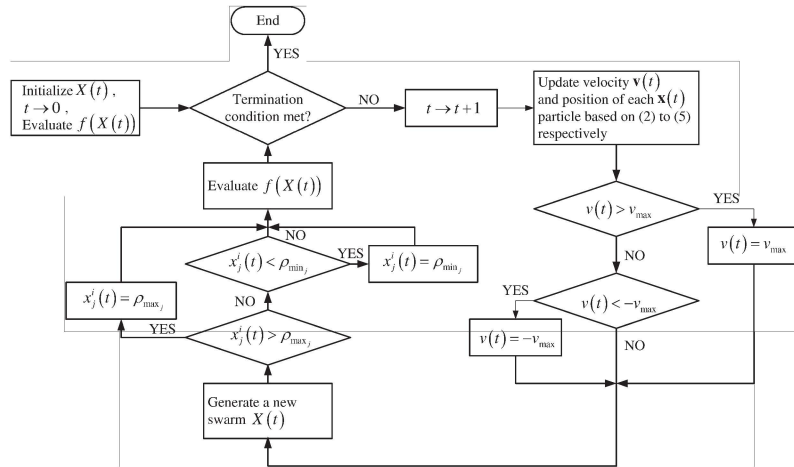 End
YES
Initialize X(t) ,
t → 0 ,
Evaluate f(X(t))
Termination
condition met?
NO
t → t+1
Update velocity v(t)
and position of each x(t)
particle based on (2) to (5)
respectively
Evaluate f(X(t))
v(t) > v_max
YES
v(t) = v_max
NO
NO
x_j^i(t) < ρ_min_j
YES
x_j^i(t) = ρ_min_j
x_j^i(t) = ρ_max_j
NO
YES
v(t) < −v_max
YES
x_j^i(t) > ρ_max_j
v(t) = −v_max
NO
Generate a new
swarm X(t)